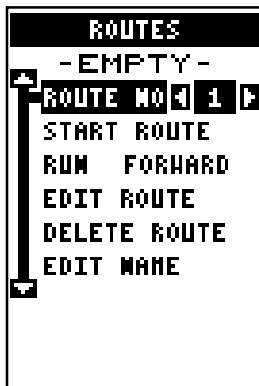 ROUTES
-EMPTY-
ROUTE NO 1
START ROUTE
RUN FORWARD
EDIT ROUTE
DELETE ROUTE
EDIT NAME